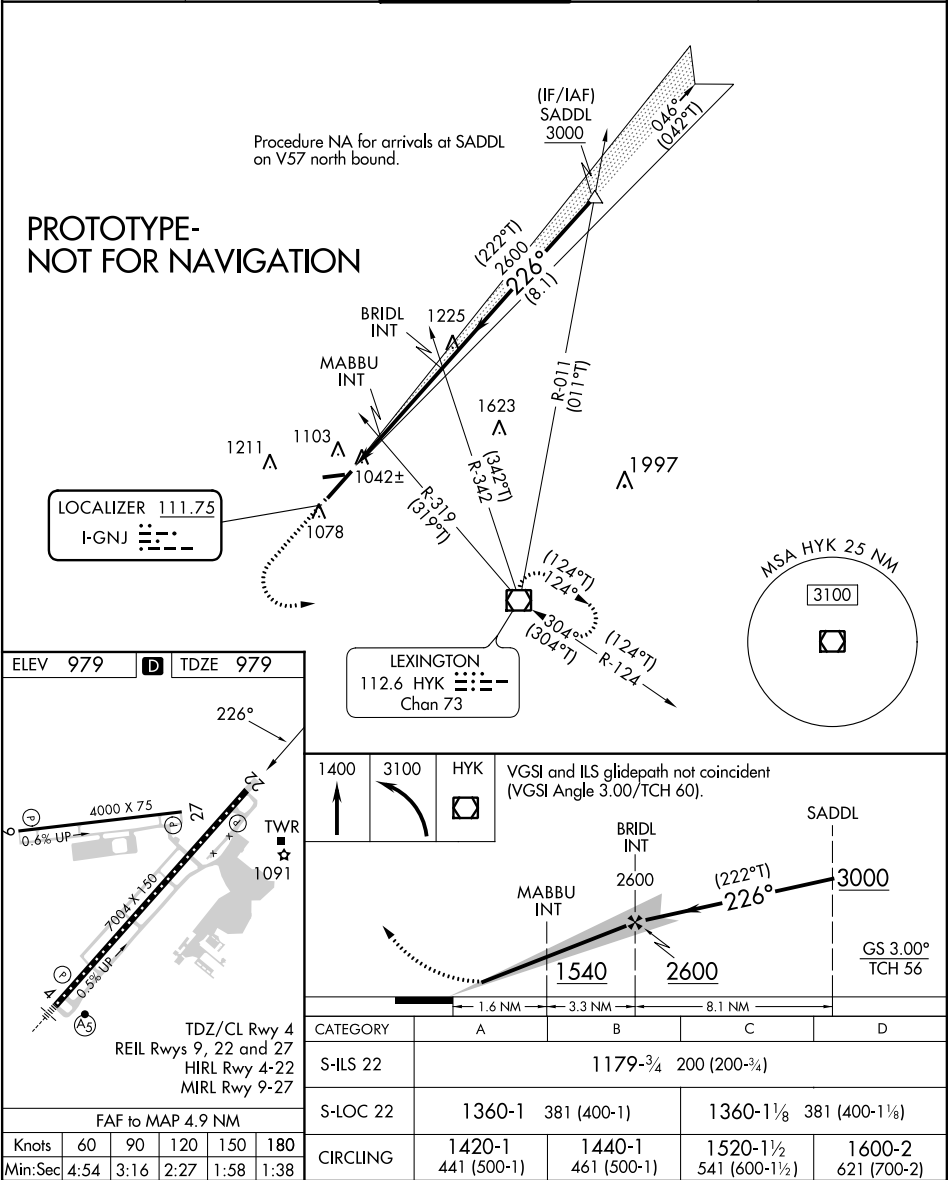 (IF/IAF)
SADDL
3000
046°
(042°T)
Procedure NA for arrivals at SADDL
on V57 north bound.
PROTOTYPE-
NOT FOR NAVIGATION
(222°T)
2600
226°
(8.1)
BRIDL
INT
1225
MABBU
INT
R-011
(011°T)
1623
1211
1103
1042±
(342°T)
R-342
1997
R-319
(319°T)
LOCALIZER 111.75
I-GNJ
1078
MSA HYK 25 NM
3100
(124°T)
124°
304°
(304°T)
(124°T)
R-124
LEXINGTON
112.6 HYK
Chan 73
ELEV 979
D
TDZE 979
226°
22
4000 X 75
27
9
0.6% UP
P
P
P
TWR
1091
7004 X 150
0.5% UP
P
4
A5
TDZ/CL Rwy 4
REIL Rwys 9, 22 and 27
HIRL Rwy 4-22
MIRL Rwy 9-27
FAF to MAP 4.9 NM
Knots 60 90 120 150 180
Min:Sec 4:54 3:16 2:27 1:58 1:38
1400 3100 HYK
VGSI and ILS glidepath not coincident
(VGSI Angle 3.00/TCH 60).
BRIDL
INT
SADDL
2600
(222°T)
226°
3000
MABBU
INT
1540
2600
GS 3.00°
TCH 56
1.6 NM 3.3 NM 8.1 NM
CATEGORY A B C D
S-ILS 22 1179-¾ 200 (200-¾)
S-LOC 22 1360-1 381 (400-1) 1360-1⅛ 381 (400-1⅛)
CIRCLING 1420-1 441 (500-1) 1440-1 461 (500-1) 1520-1½ 541 (600-1½) 1600-2 621 (700-2)